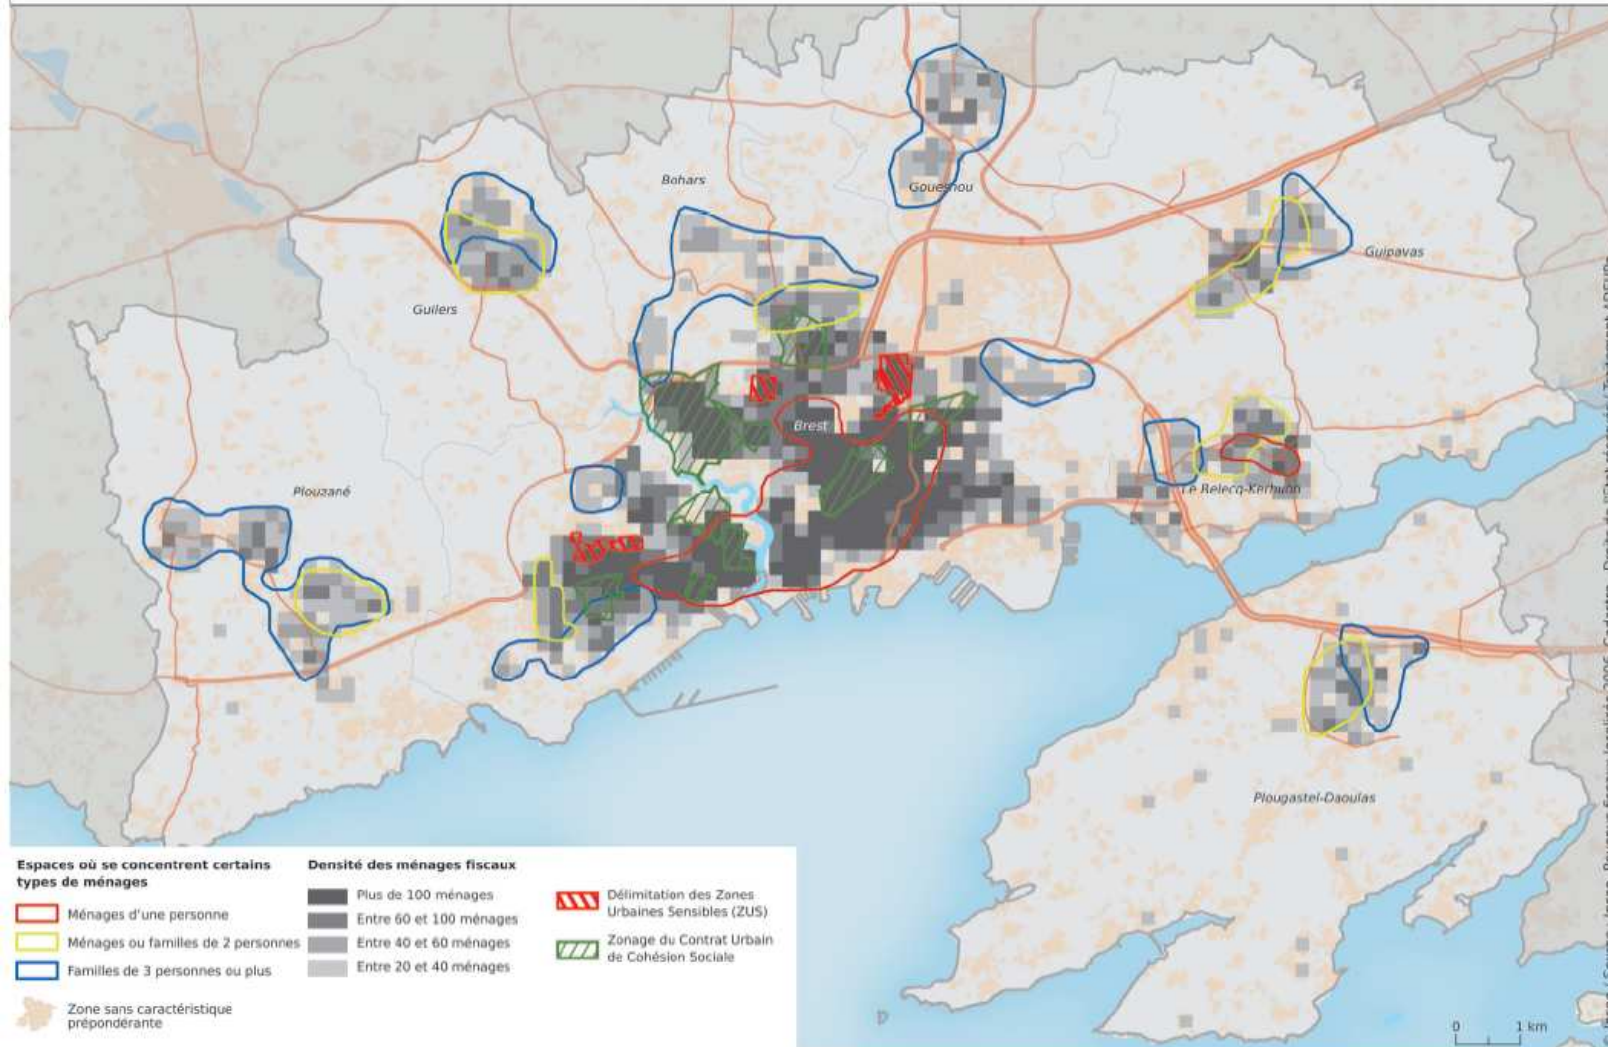 Bohars
Gouesnou
Guipavas
Guilers
Brest
Plouzané
Le Relecq-Kerhuon
Plougastel-Daoulas
Espaces où se concentrent certains
types de ménages
Ménages d'une personne
Ménages ou familles de 2 personnes
Familles de 3 personnes ou plus
Zone sans caractéristique
prépondérante
Densité des ménages fiscaux
Plus de 100 ménages
Entre 60 et 100 ménages
Entre 40 et 60 ménages
Entre 20 et 40 ménages
Délimitation des Zones
Urbaines Sensibles (ZUS)
Zonage du Contrat Urbain
de Cohésion Sociale
0 1 km